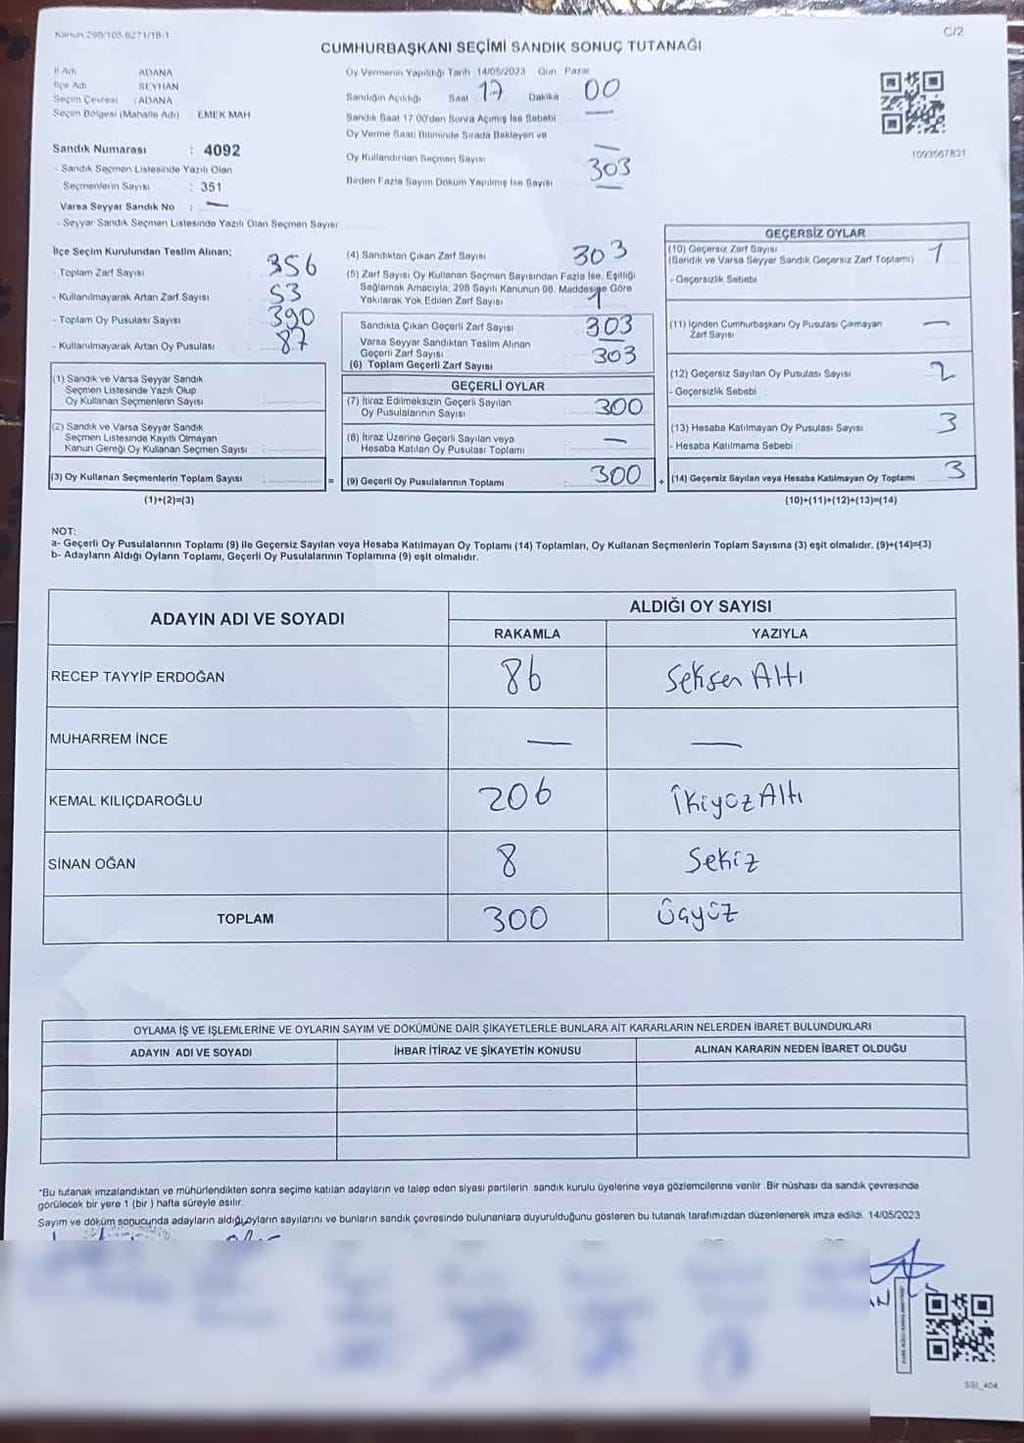 Kanun 298/105 6271/18-1
C/2
CUMHURBAŞKANI SEÇİMİ SANDIK SONUÇ TUTANAĞI
İl Adı ADANA
İlçe Adı SEYHAN
Seçim Çevresi : ADANA
Seçim Bölgesi (Mahalle Adı) EMEK MAH
Sandık Numarası : 4092
- Sandık Seçmen Listesinde Yazılı Olan
Seçmenlerin Sayısı : 351
Varsa Seyyar Sandık No : —
- Seyyar Sandık Seçmen Listesinde Yazılı Olan Seçmen Sayısı
Oy Vermenin Yapıldığı Tarih 14/05/2023 Gün Pazar
Sandığın Açıldığı Saat 17 Dakika 00
Sandık Saat 17.00'den Sonra Açılmış İse Sebebi —
Oy Verme Saati Bitiminde Sırada Bekleyen ve
Oy Kullandırılan Seçmen Sayısı —
303
Birden Fazla Sayım Döküm Yapılmış İse Sayısı —
1093567831
İlçe Seçim Kurulundan Teslim Alınan;
- Toplam Zarf Sayısı 356
- Kullanılmayarak Artan Zarf Sayısı 53
- Toplam Oy Pusulası Sayısı 390
- Kullanılmayarak Artan Oy Pusulası 87
(1) Sandık ve Varsa Seyyar Sandık
Seçmen Listesinde Yazılı Olup
Oy Kullanan Seçmenlerin Sayısı :
(2) Sandık ve Varsa Seyyar Sandık
Seçmen Listesinde Kayıtlı Olmayan
Kanun Gereği Oy Kullanan Seçmen Sayısı :
(3) Oy Kullanan Seçmenlerin Toplam Sayısı : =
(1)+(2)=(3)
(4) Sandıktan Çıkan Zarf Sayısı 303
(5) Zarf Sayısı Oy Kullanan Seçmen Sayısından Fazla İse, Eşitliği
Sağlamak Amacıyla, 298 Sayılı Kanunun 98. Maddesine Göre
Yakılarak Yok Edilen Zarf Sayısı 1
Sandıkta Çıkan Geçerli Zarf Sayısı 303
Varsa Seyyar Sandıktan Teslim Alınan
Geçerli Zarf Sayısı —
(6) Toplam Geçerli Zarf Sayısı 303
GEÇERLİ OYLAR
(7) İtiraz Edilmeksizin Geçerli Sayılan
Oy Pusulalarının Sayısı : 300
(8) İtiraz Üzerine Geçerli Sayılan veya
Hesaba Katılan Oy Pusulası Toplamı : —
(9) Geçerli Oy Pusulalarının Toplamı : 300 +
GEÇERSİZ OYLAR
(10) Geçersiz Zarf Sayısı
(Sandık ve Varsa Seyyar Sandık Geçersiz Zarf Toplamı) 1
- Geçersizlik Sebebi
(11) İçinden Cumhurbaşkanı Oy Pusulası Çıkmayan
Zarf Sayısı —
(12) Geçersiz Sayılan Oy Pusulası Sayısı 2
- Geçersizlik Sebebi :
(13) Hesaba Katılmayan Oy Pusulası Sayısı 3
- Hesaba Katılmama Sebebi :
(14) Geçersiz Sayılan veya Hesaba Katılmayan Oy Toplamı 3
(10)+(11)+(12)+(13)=(14)
NOT:
a- Geçerli Oy Pusulalarının Toplamı (9) ile Geçersiz Sayılan veya Hesaba Katılmayan Oy Toplamı (14) Toplamları, Oy Kullanan Seçmenlerin Toplam Sayısına (3) eşit olmalıdır. (9)+(14)=(3)
b- Adayların Aldığı Oyların Toplamı, Geçerli Oy Pusulalarının Toplamına (9) eşit olmalıdır.
ADAYIN ADI VE SOYADI
ALDIĞI OY SAYISI
RAKAMLA YAZIYLA
RECEP TAYYİP ERDOĞAN 86 Seksen Altı
MUHARREM İNCE — —
KEMAL KILIÇDAROĞLU 206 İkiyüz Altı
SİNAN OĞAN 8 Sekiz
TOPLAM 300 Üçyüz
OYLAMA İŞ VE İŞLEMLERİNE VE OYLARIN SAYIM VE DÖKÜMÜNE DAİR ŞİKAYETLERLE BUNLARA AİT KARARLARIN NELERDEN İBARET BULUNDUKLARI
ADAYIN ADI VE SOYADI İHBAR İTİRAZ VE ŞİKAYETİN KONUSU ALINAN KARARIN NEDEN İBARET OLDUĞU
*Bu tutanak imzalandıktan ve mühürlendikten sonra seçime katılan adayların ve talep eden siyasi partilerin sandık kurulu üyelerine veya gözlemcilerine verilir. Bir nüshası da sandık çevresinde
görülecek bir yere 1 (bir) hafta süreyle asılır.
Sayım ve döküm sonucunda adayların aldığı oyların sayılarını ve bunların sandık çevresinde bulunanlara duyurulduğunu gösteren bu tutanak tarafımızdan düzenlenerek imza edildi. 14/05/2023
SSI_404